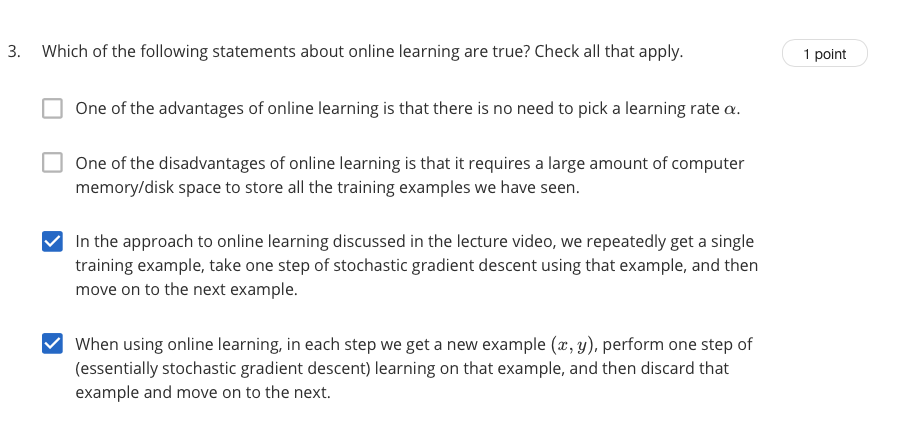 3. Which of the following statements about online learning are true? Check all that apply.
1 point
One of the advantages of online learning is that there is no need to pick a learning rate α.
One of the disadvantages of online learning is that it requires a large amount of computer
memory/disk space to store all the training examples we have seen.
In the approach to online learning discussed in the lecture video, we repeatedly get a single
training example, take one step of stochastic gradient descent using that example, and then
move on to the next example.
When using online learning, in each step we get a new example (x, y), perform one step of
(essentially stochastic gradient descent) learning on that example, and then discard that
example and move on to the next.